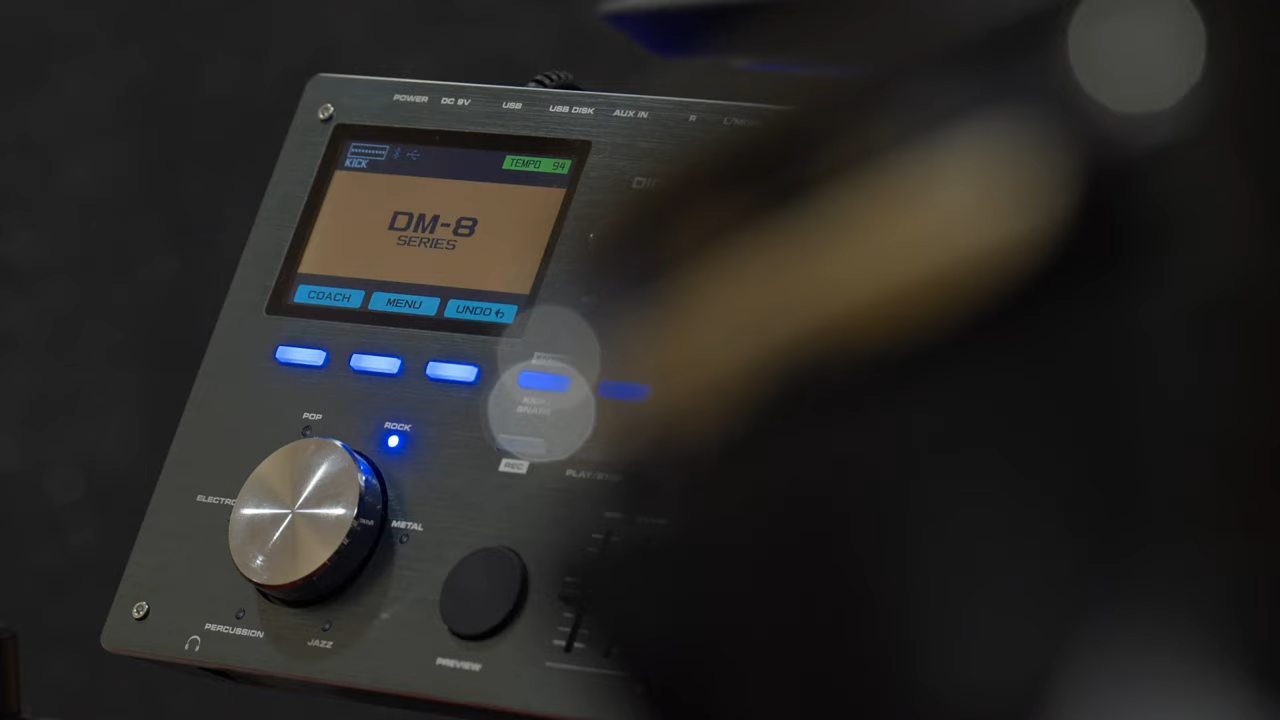 POWER DC 9V USB USB DISK AUX IN R
KICK
TEMPO 94
DM-8
SERIES
COACH MENU UNDO
POP
ROCK
METAL
PERCUSSION
JAZZ
REC
PREVIEW